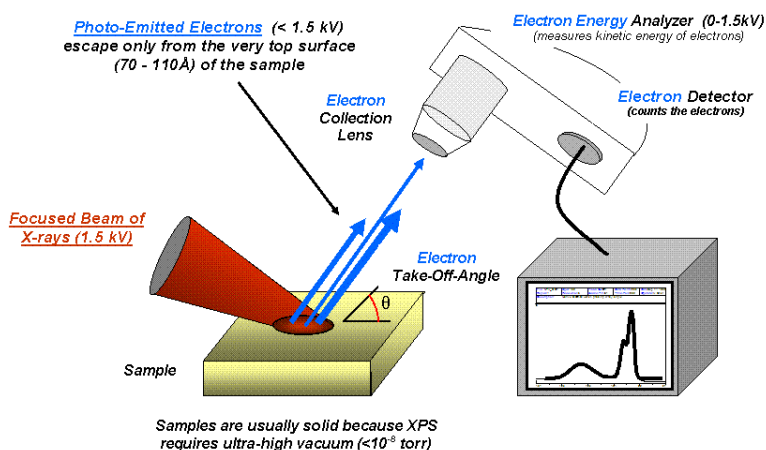 Photo-Emitted Electrons (< 1.5 kV)
escape only from the very top surface
(70 - 110Å) of the sample
Electron Energy Analyzer (0-1.5kV)
(measures kinetic energy of electrons)
Electron
Collection
Lens
Electron Detector
(counts the electrons)
Focused Beam of
X-rays (1.5 kV)
Electron
Take-Off-Angle
θ
Sample
Samples are usually solid because XPS
requires ultra-high vacuum (<10⁻⁸ torr)